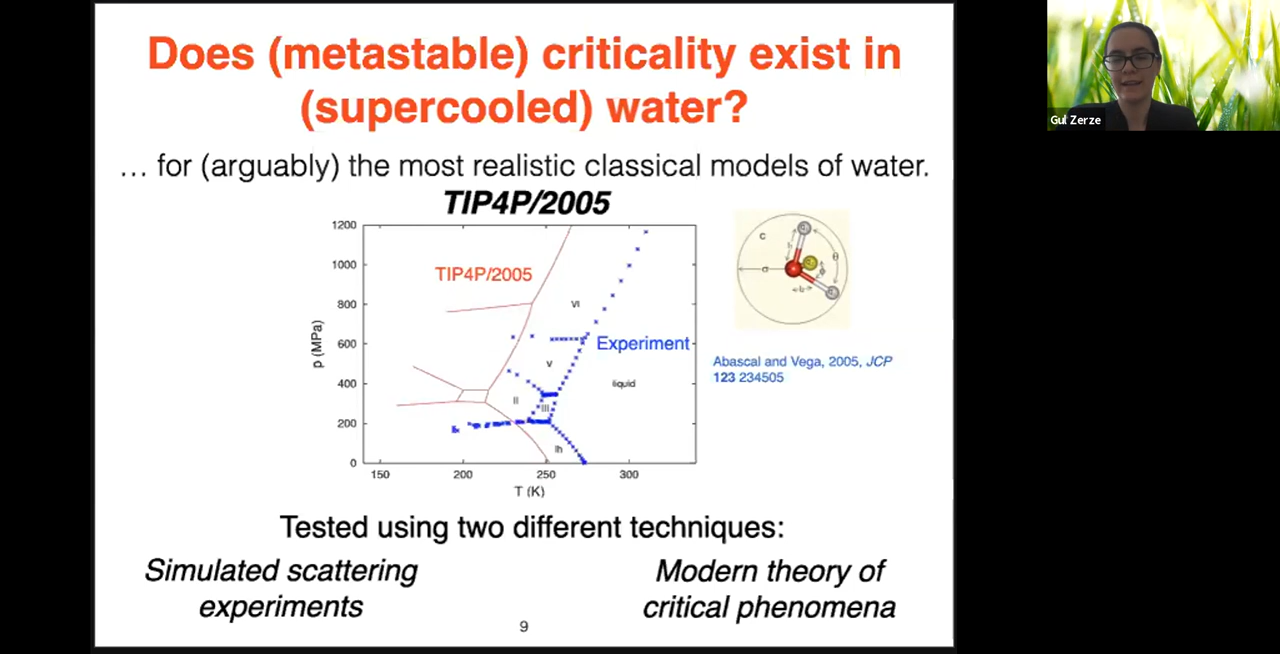 Does (metastable) criticality exist in
(supercooled) water?
... for (arguably) the most realistic classical models of water.
TIP4P/2005
1200
1000
800
600
400
200
0
p (MPa)
150
200
250
300
T (K)
TIP4P/2005
Experiment
VI
V
II
III
Ih
liquid
c
σ
θ
Abascal and Vega, 2005, JCP
123 234505
Tested using two different techniques:
Simulated scattering
experiments
Modern theory of
critical phenomena
9
Gul Zerze